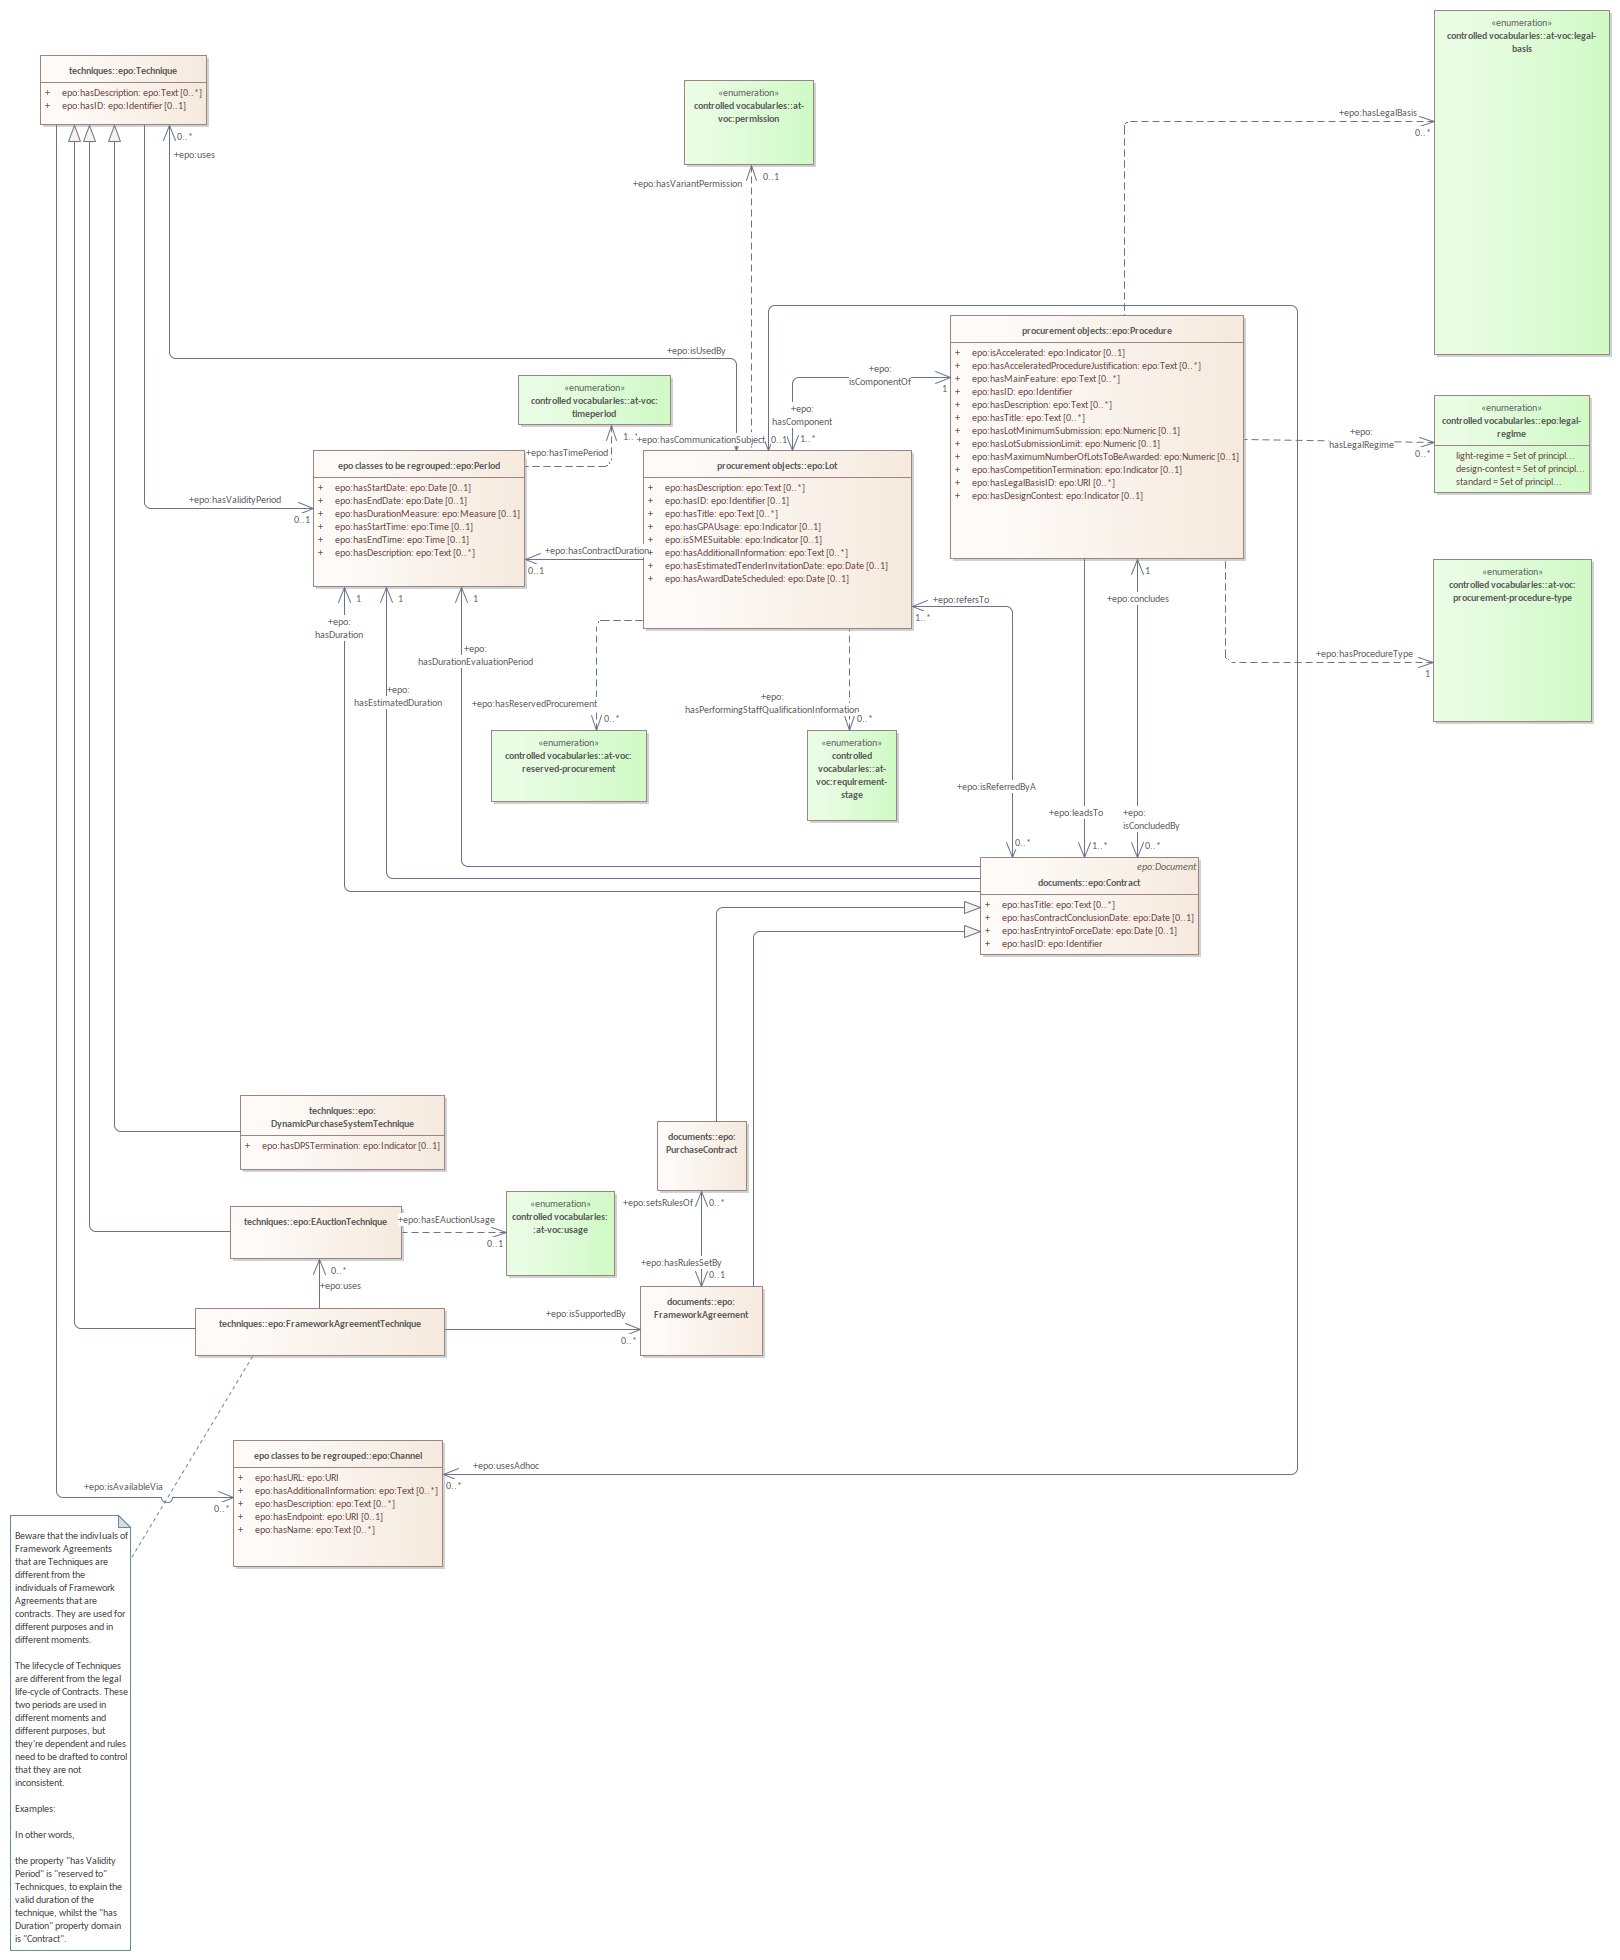 «enumeration»
controlled vocabularies::at-voc:legal-
basis
techniques::epo:Technique
+ epo:hasDescription: epo:Text [0..*]
+ epo:hasID: epo:Identifier [0..1]
0..*
+epo:uses
«enumeration»
controlled vocabularies::at-
voc:permission
+epo:hasVariantPermission
0..1
+epo:hasLegalBasis
0..*
+epo:isUsedBy
procurement objects::epo:Procedure
+ epo:isAccelerated: epo:Indicator [0..1]
+ epo:hasAcceleratedProcedureJustification: epo:Text [0..*]
+ epo:hasMainFeature: epo:Text [0..*]
+ epo:hasID: epo:Identifier
+ epo:hasDescription: epo:Text [0..*]
+ epo:hasTitle: epo:Text [0..*]
+ epo:hasLotMinimumSubmission: epo:Numeric [0..1]
+ epo:hasLotSubmissionLimit: epo:Numeric [0..1]
+ epo:hasMaximumNumberOfLotsToBeAwarded: epo:Numeric [0..1]
+ epo:hasCompetitionTermination: epo:Indicator [0..1]
+ epo:hasLegalBasisID: epo:URI [0..*]
+ epo:hasDesignContest: epo:Indicator [0..1]
+epo:
isComponentOf
1
+epo:
hasComponent
1..*
«enumeration»
controlled vocabularies::at-voc:
timeperiod
1..*
+epo:hasTimePeriod
+epo:hasCommunicationSubject
0..1
«enumeration»
controlled vocabularies::epo:legal-
regime
light-regime = Set of principl...
design-contest = Set of principl...
standard = Set of principl...
+epo:
hasLegalRegime
0..*
epo classes to be regrouped::epo:Period
+ epo:hasStartDate: epo:Date [0..1]
+ epo:hasEndDate: epo:Date [0..1]
+ epo:hasDurationMeasure: epo:Measure [0..1]
+ epo:hasStartTime: epo:Time [0..1]
+ epo:hasEndTime: epo:Time [0..1]
+ epo:hasDescription: epo:Text [0..*]
+epo:hasValidityPeriod
0..1
procurement objects::epo:Lot
+ epo:hasDescription: epo:Text [0..*]
+ epo:hasID: epo:Identifier [0..1]
+ epo:hasTitle: epo:Text [0..*]
+ epo:hasGPAUsage: epo:Indicator [0..1]
+ epo:isSMESuitable: epo:Indicator [0..1]
+ epo:hasAdditionalInformation: epo:Text [0..*]
+ epo:hasEstimatedTenderInvitationDate: epo:Date [0..1]
+ epo:hasAwardDateScheduled: epo:Date [0..1]
+epo:hasContractDuration
0..1
+epo:refersTo
1..*
1
+epo:concludes
«enumeration»
controlled vocabularies::at-voc:
procurement-procedure-type
+epo:hasProcedureType
1
1
+epo:
hasDuration
1
+epo:
hasEstimatedDuration
1
+epo:
hasDurationEvaluationPeriod
+epo:hasReservedProcurement
0..*
+epo:
hasPerformingStaffQualificationInformation
0..*
«enumeration»
controlled vocabularies::at-voc:
reserved-procurement
«enumeration»
controlled
vocabularies::at-
voc:requirement-
stage
+epo:isReferredByA
0..*
+epo:leadsTo
1..*
+epo:
isConcludedBy
0..*
epo:Document
documents::epo:Contract
+ epo:hasTitle: epo:Text [0..*]
+ epo:hasContractConclusionDate: epo:Date [0..1]
+ epo:hasEntryintoForceDate: epo:Date [0..1]
+ epo:hasID: epo:Identifier
techniques::epo:
DynamicPurchaseSystemTechnique
+ epo:hasDPSTermination: epo:Indicator [0..1]
documents::epo:
PurchaseContract
+epo:setsRulesOf
0..*
techniques::epo:EAuctionTechnique
+epo:hasEAuctionUsage
0..1
«enumeration»
controlled vocabularies:
:at-voc:usage
0..*
+epo:uses
+epo:hasRulesSetBy
0..1
techniques::epo:FrameworkAgreementTechnique
+epo:isSupportedBy
0..*
documents::epo:
FrameworkAgreement
epo classes to be regrouped::epo:Channel
+ epo:hasURL: epo:URI
+ epo:hasAdditionalInformation: epo:Text [0..*]
+ epo:hasDescription: epo:Text [0..*]
+ epo:hasEndpoint: epo:URI [0..1]
+ epo:hasName: epo:Text [0..*]
+epo:usesAdhoc
0..*
+epo:isAvailableVia
0..*
Beware that the indivIuals of
Framework Agreements
that are Techniques are
different from the
individuals of Framework
Agreements that are
contracts. They are used for
different purposes and in
different moments.
The lifecycle of Techniques
are different from the legal
life-cycle of Contracts. These
two periods are used in
different moments and
different purposes, but
they're dependent and rules
need to be drafted to control
that they are not
inconsistent.
Examples:
In other words,
the property "has Validity
Period" is "reserved to"
Technicques, to explain the
valid duration of the
technique, whilst the "has
Duration" property domain
is "Contract".